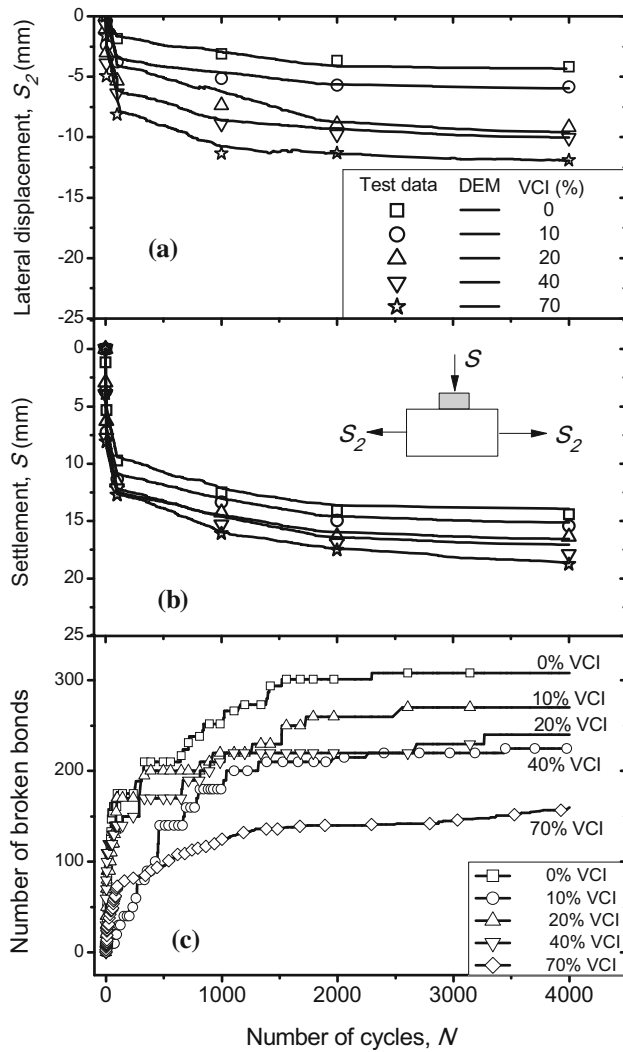 Lateral displacement, S₂ (mm)
0
-5
-10
-15
-20
-25
(a)
Test data DEM VCI (%)
0
10
20
40
70
Settlement, S (mm)
0
5
10
15
20
25
(b)
S
S₂ S₂
Number of broken bonds
300
200
100
0
0% VCI
10% VCI
20% VCI
40% VCI
70% VCI
(c)
0% VCI
10% VCI
20% VCI
40% VCI
70% VCI
0 1000 2000 3000 4000
Number of cycles, N